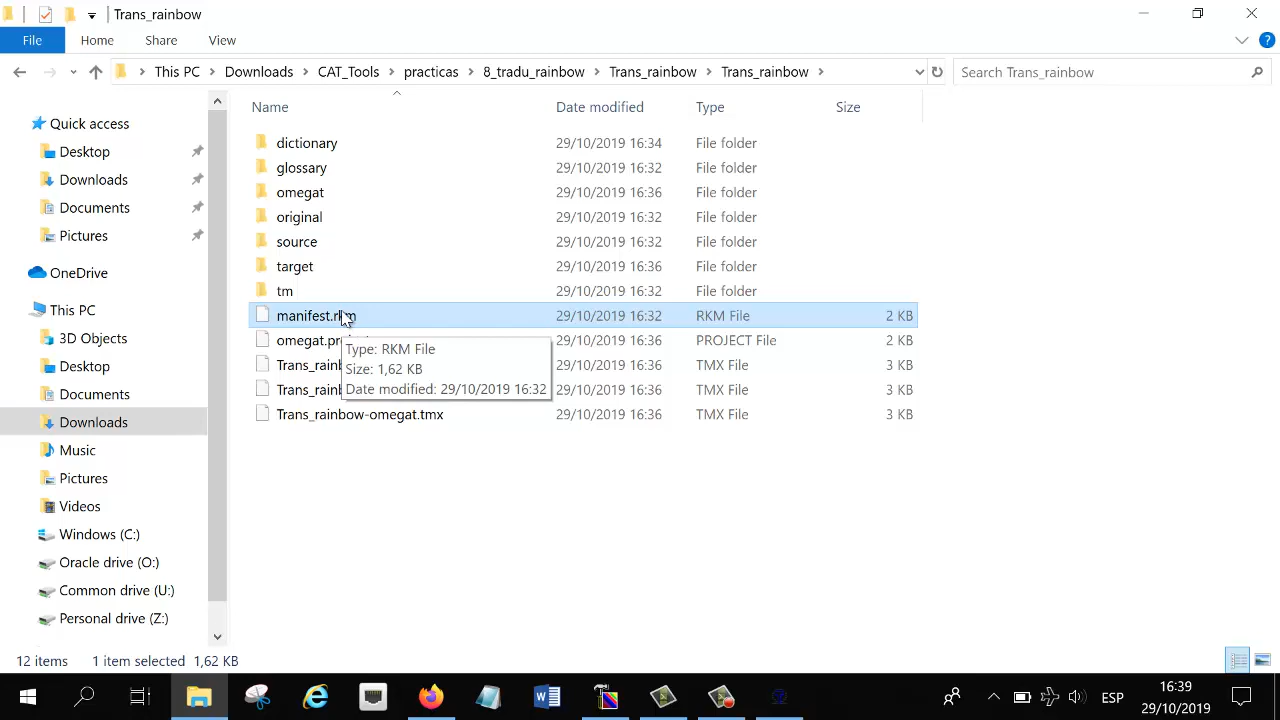 Trans_rainbow
File Home Share View
This PC Downloads CAT_Tools practicas 8_tradu_rainbow Trans_rainbow Trans_rainbow
Search Trans_rainbow
Name Date modified Type Size
Quick access
Desktop
Downloads
Documents
Pictures
OneDrive
This PC
3D Objects
Desktop
Documents
Downloads
Music
Pictures
Videos
Windows (C:)
Oracle drive (O:)
Common drive (U:)
Personal drive (Z:)
dictionary 29/10/2019 16:34 File folder
glossary 29/10/2019 16:32 File folder
omegat 29/10/2019 16:36 File folder
original 29/10/2019 16:32 File folder
source 29/10/2019 16:32 File folder
target 29/10/2019 16:36 File folder
tm 29/10/2019 16:32 File folder
manifest.rkm 29/10/2019 16:32 RKM File 2 KB
29/10/2019 16:36 PROJECT File 2 KB
29/10/2019 16:36 TMX File 3 KB
29/10/2019 16:36 TMX File 3 KB
Trans_rainbow-omegat.tmx 29/10/2019 16:36 TMX File 3 KB
Type: RKM File
Size: 1,62 KB
Date modified: 29/10/2019 16:32
12 items 1 item selected 1,62 KB
ESP
16:39
29/10/2019